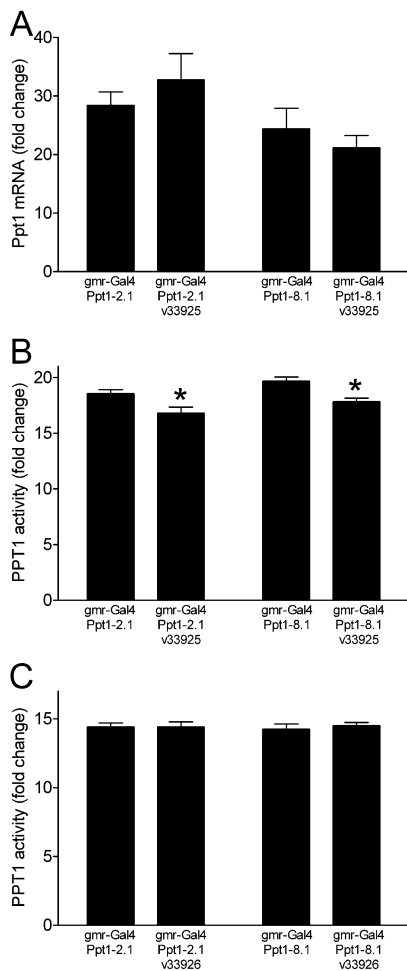 A
Ppt1 mRNA (fold change)
40
30
20
10
0
gmr-Gal4 Ppt1-2.1
gmr-Gal4 Ppt1-2.1 v33925
gmr-Gal4 Ppt1-8.1
gmr-Gal4 Ppt1-8.1 v33925
B
PPT1 activity (fold change)
20
15
10
5
0
*
*
gmr-Gal4 Ppt1-2.1
gmr-Gal4 Ppt1-2.1 v33925
gmr-Gal4 Ppt1-8.1
gmr-Gal4 Ppt1-8.1 v33925
C
PPT1 activity (fold change)
15
10
5
0
gmr-Gal4 Ppt1-2.1
gmr-Gal4 Ppt1-2.1 v33926
gmr-Gal4 Ppt1-8.1
gmr-Gal4 Ppt1-8.1 v33926